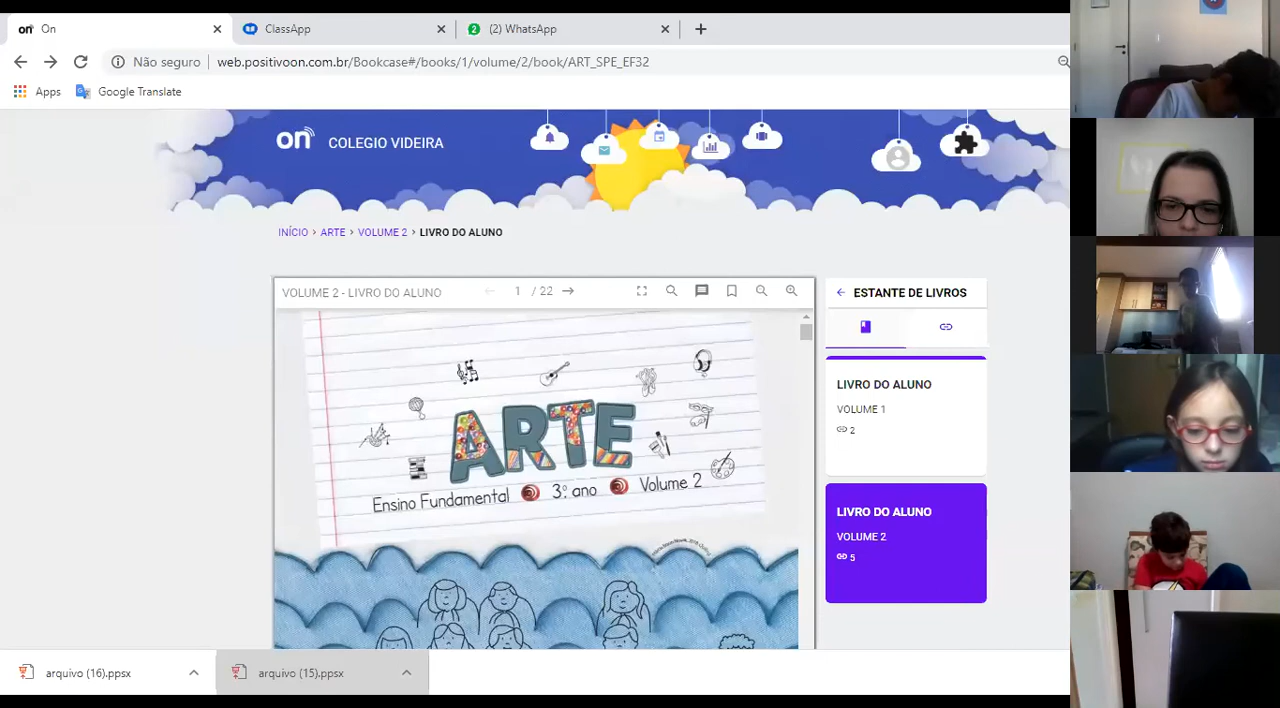 on On
ClassApp
2 (2) WhatsApp
Não seguro
web.positivoon.com.br/Bookcase#/books/1/volume/2/book/ART_SPE_EF32
Apps
Google Translate
on COLEGIO VIDEIRA
INÍCIO > ARTE > VOLUME 2 > LIVRO DO ALUNO
VOLUME 2 - LIVRO DO ALUNO
1 / 22
ESTANTE DE LIVROS
LIVRO DO ALUNO
VOLUME 1
2
LIVRO DO ALUNO
VOLUME 2
5
ARTE
Ensino Fundamental 3º ano Volume 2
arquivo (16).ppsx
arquivo (15).ppsx